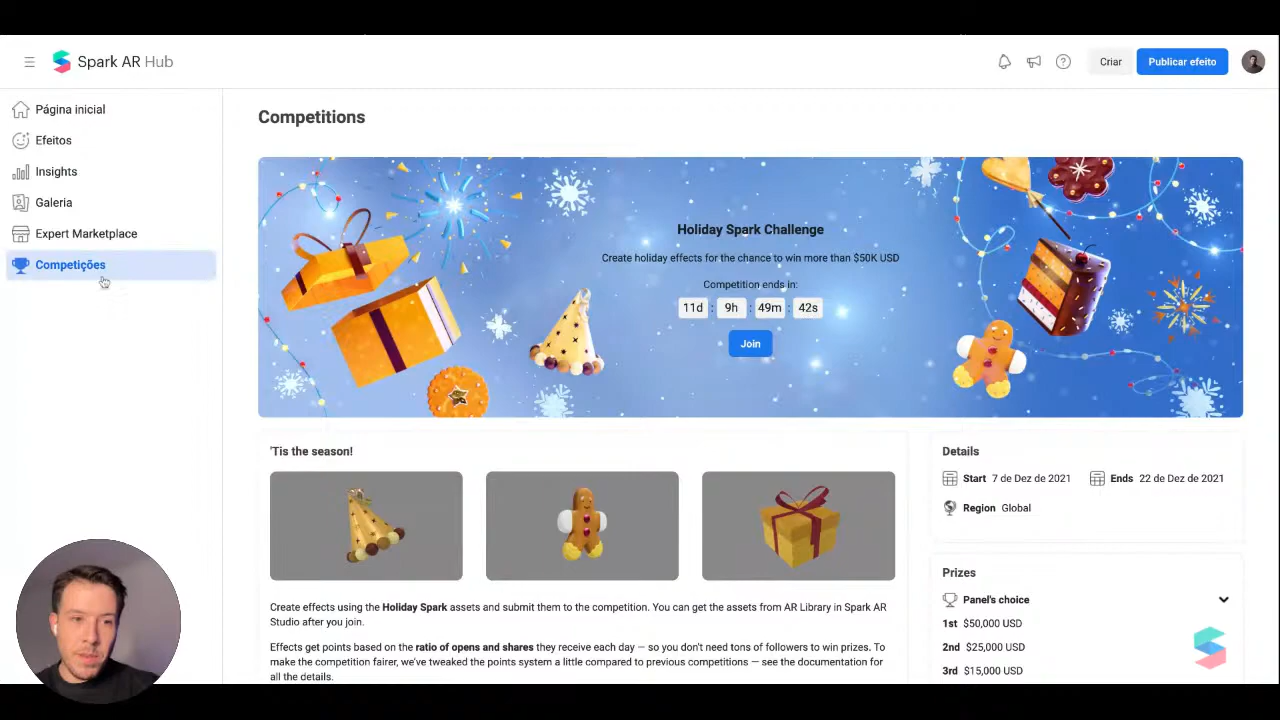 Spark AR Hub
Criar
Publicar efeito
Página inicial
Efeitos
Insights
Galeria
Expert Marketplace
Competições
Competitions
Holiday Spark Challenge
Create holiday effects for the chance to win more than $50K USD
Competition ends in:
11d : 9h : 49m : 42s
Join
'Tis the season!
Create effects using the Holiday Spark assets and submit them to the competition. You can get the assets from AR Library in Spark AR
Studio after you join.
Effects get points based on the ratio of opens and shares they receive each day — so you don't need tons of followers to win prizes. To
make the competition fairer, we've tweaked the points system a little compared to previous competitions — see the documentation for
all the details.
Details
Start 7 de Dez de 2021 Ends 22 de Dez de 2021
Region Global
Prizes
Panel's choice
1st $50,000 USD
2nd $25,000 USD
3rd $15,000 USD